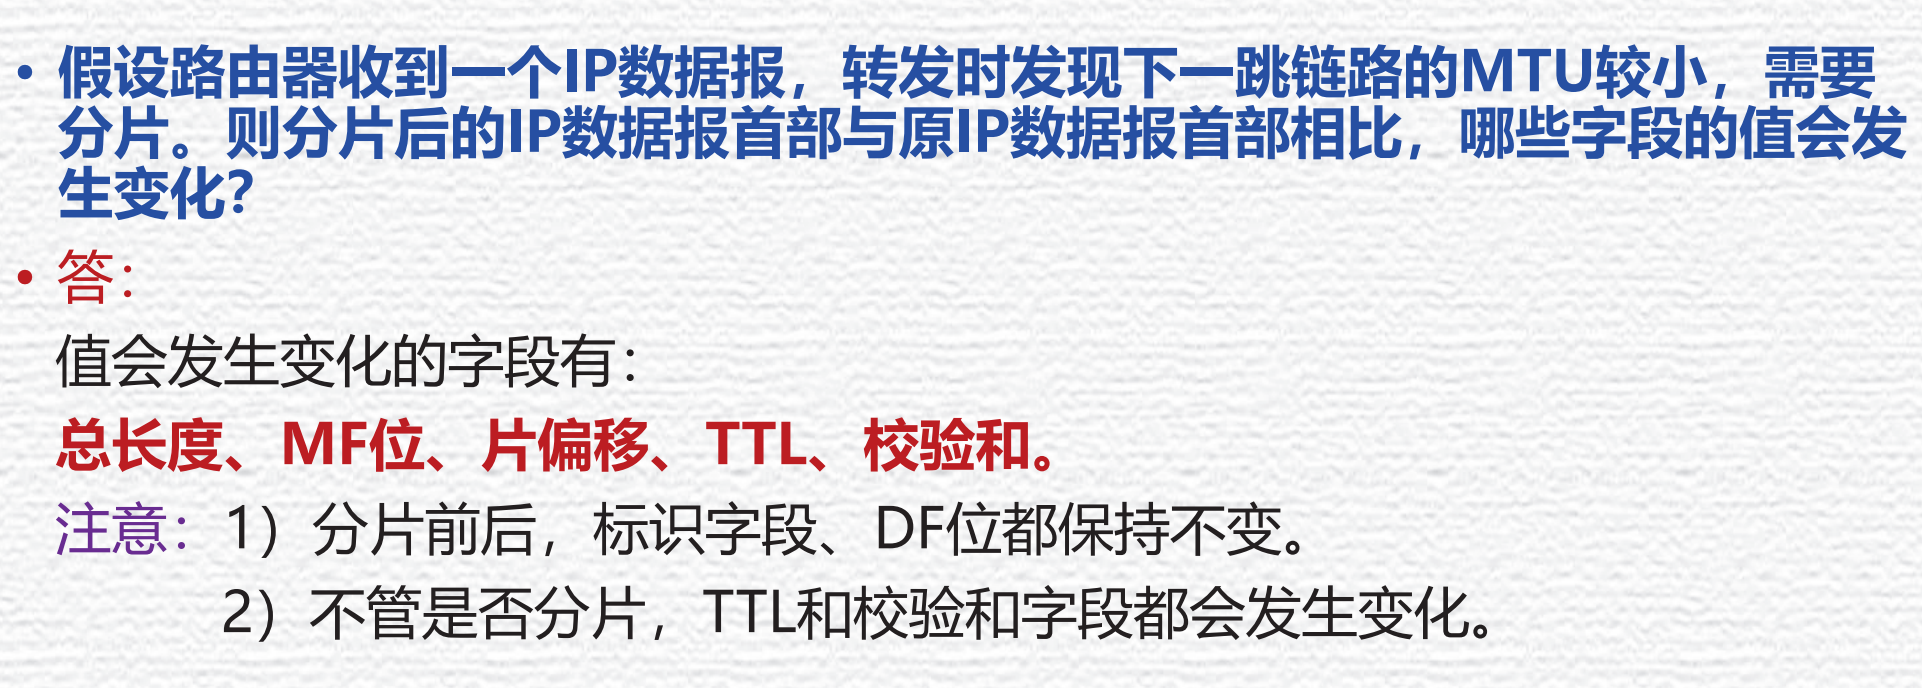 • 假设路由器收到一个IP数据报，转发时发现下一跳链路的MTU较小，需要
分片。则分片后的IP数据报首部与原IP数据报首部相比，哪些字段的值会发
生变化？
• 答：
值会发生变化的字段有：
总长度、MF位、片偏移、TTL、校验和。
注意：1）分片前后，标识字段、DF位都保持不变。
2）不管是否分片，TTL和校验和字段都会发生变化。